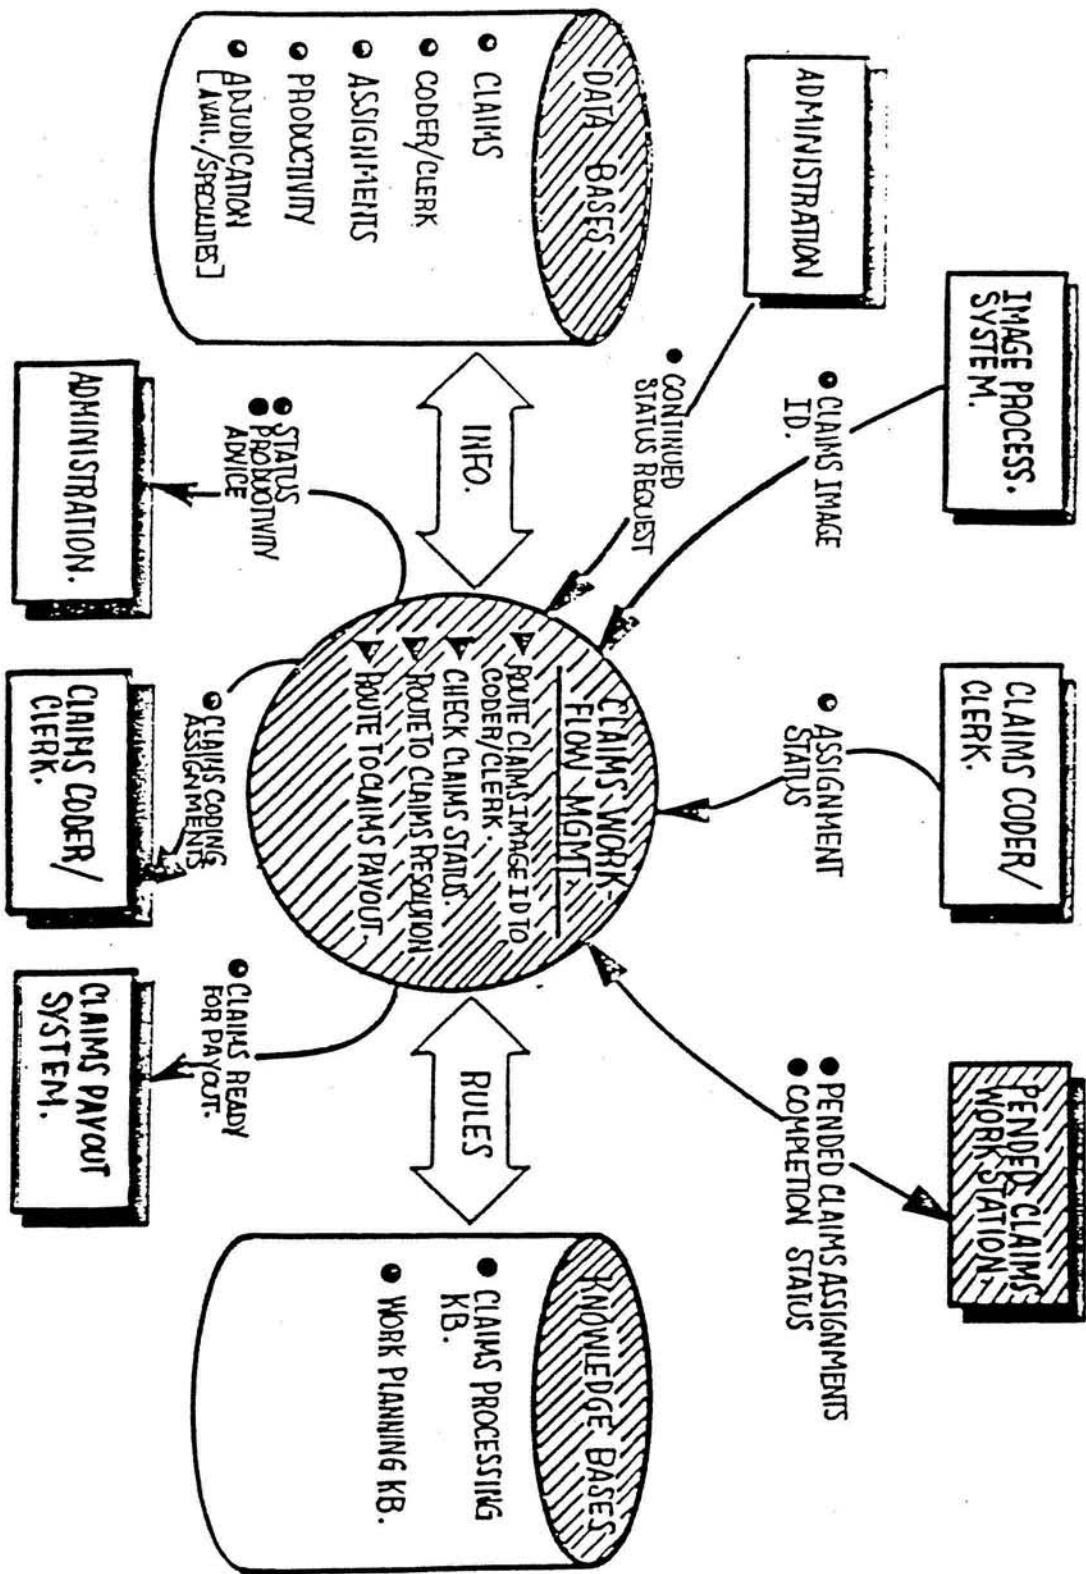 ADMINISTRATION
IMAGE PROCESS.
SYSTEM.
CLAIMS CODER/
CLERK.
PENDED CLAIMS
WORK STATION.
CONTINUED
STATUS REQUEST
CLAIMS IMAGE
ID.
ASSIGNMENT
STATUS
PENDED CLAIMS ASSIGNMENTS
COMPLETION STATUS
DATA BASES
CLAIMS
CODER/CLERK
ASSIGNMENTS
PRODUCTIVITY
ADJUDICATION
[AVAIL./SPECIALITIES]
INFO.
CLAIMS WORK-
FLOW MGMT.
ROUTE CLAIMS IMAGE ID TO
CODER/CLERK.
CHECK CLAIMS STATUS.
ROUTE TO CLAIMS RESOLUTION
ROUTE TO CLAIMS PAYOUT.
RULES
KNOWLEDGE BASES
CLAIMS PROCESSING
KB.
WORK PLANNING KB.
STATUS
PRODUCTIVITY
ADVICE
CLAIMS CODING
ASSIGNMENTS
CLAIMS READY
FOR PAYOUT.
ADMINISTRATION.
CLAIMS CODER/
CLERK.
CLAIMS PAYOUT
SYSTEM.